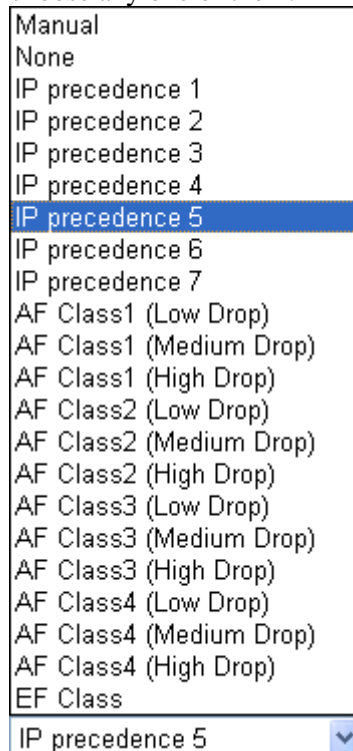 Manual
None
IP precedence 1
IP precedence 2
IP precedence 3
IP precedence 4
IP precedence 5
IP precedence 6
IP precedence 7
AF Class1 (Low Drop)
AF Class1 (Medium Drop)
AF Class1 (High Drop)
AF Class2 (Low Drop)
AF Class2 (Medium Drop)
AF Class2 (High Drop)
AF Class3 (Low Drop)
AF Class3 (Medium Drop)
AF Class3 (High Drop)
AF Class4 (Low Drop)
AF Class4 (Medium Drop)
AF Class4 (High Drop)
EF Class
IP precedence 5